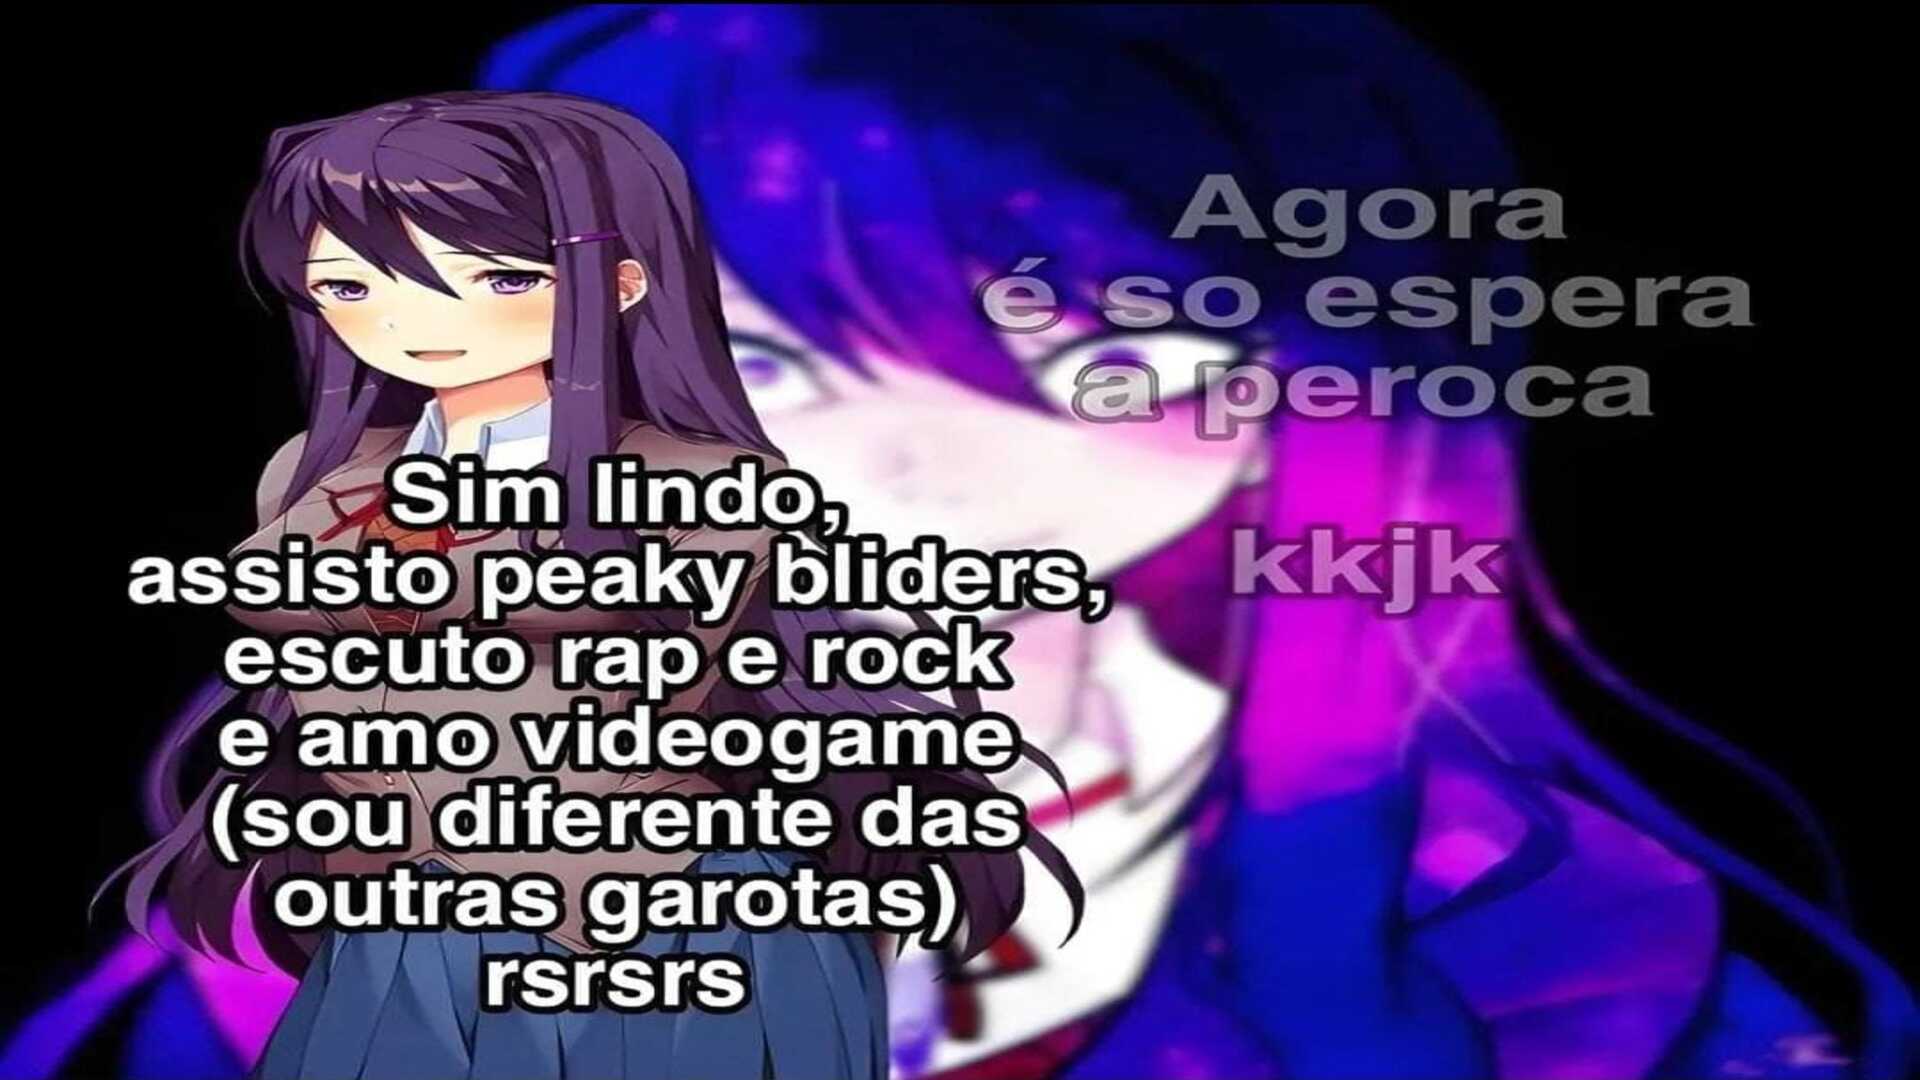 Agora
é so espera
a peroca
kkjk
Sim lindo,
assisto peaky bliders,
escuto rap e rock
e amo videogame
(sou diferente das
outras garotas)
rsrsrs